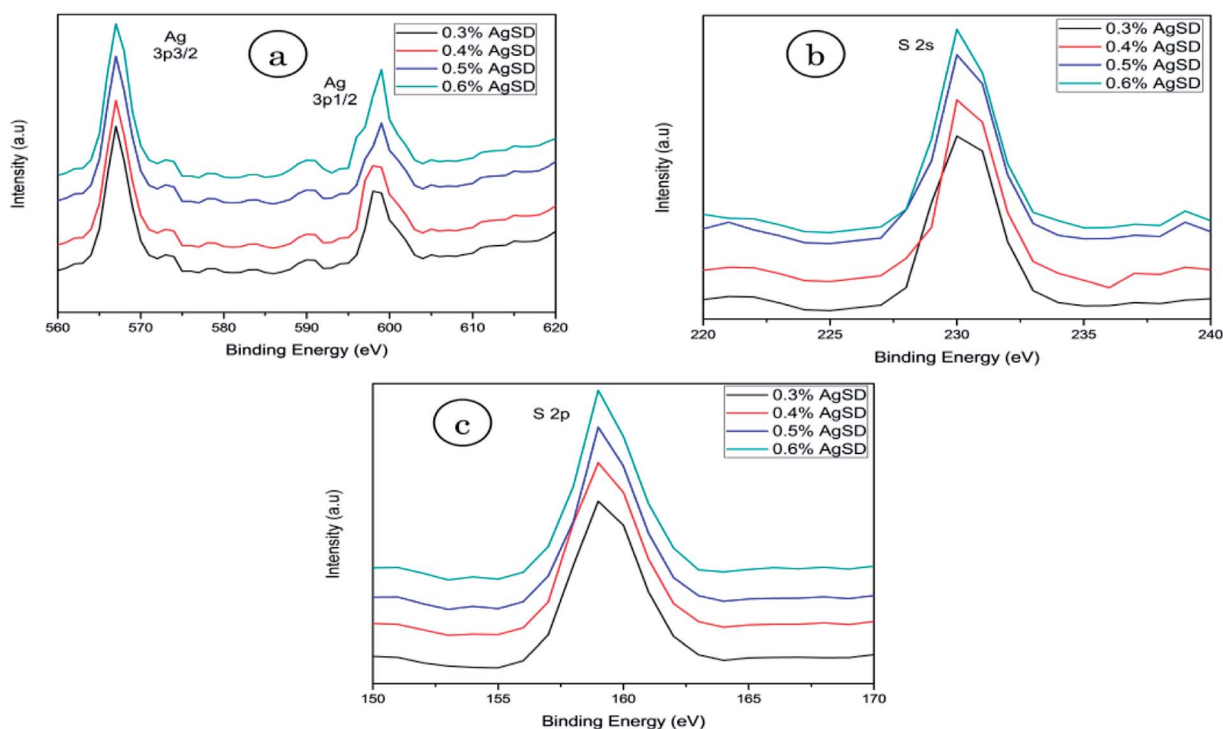 Ag
3p3/2
a
Ag
3p1/2
0.3% AgSD
0.4% AgSD
0.5% AgSD
0.6% AgSD
Intensity (a.u)
560 570 580 590 600 610 620
Binding Energy (eV)
b
S 2s
0.3% AgSD
0.4% AgSD
0.5% AgSD
0.6% AgSD
Intensity (a.u)
220 225 230 235 240
Binding Energy (eV)
c
S 2p
0.3% AgSD
0.4% AgSD
0.5% AgSD
0.6% AgSD
Intensity (a.u)
150 155 160 165 170
Binding Energy (eV)